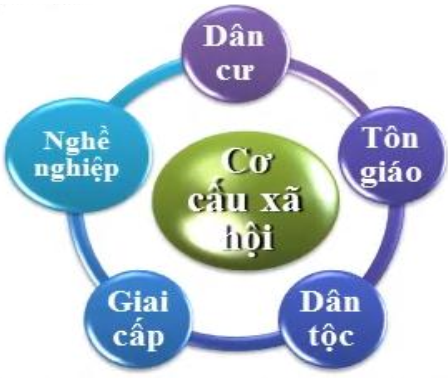 Dân
cư
Tôn
giáo
Dân
tộc
Giai
cấp
Nghề
nghiệp
Cơ
cấu xã
hội